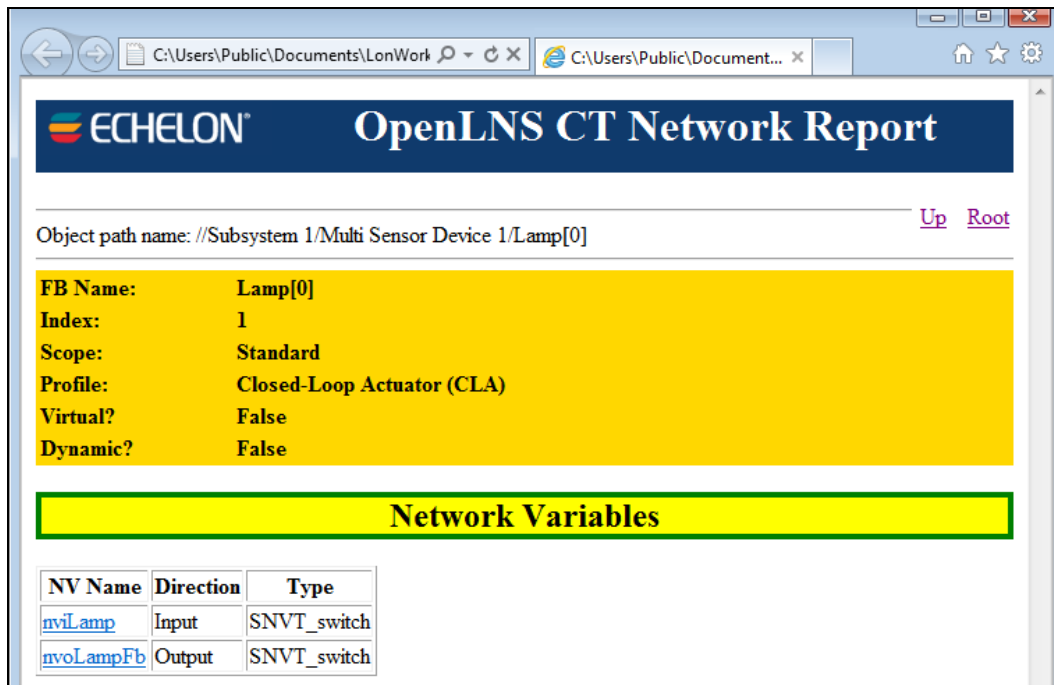 C:\Users\Public\Documents\LonWork
C:\Users\Public\Document...
ECHELON®
OpenLNS CT Network Report
Up Root
Object path name: //Subsystem 1/Multi Sensor Device 1/Lamp[0]
FB Name: Lamp[0]
Index: 1
Scope: Standard
Profile: Closed-Loop Actuator (CLA)
Virtual? False
Dynamic? False
Network Variables
NV Name Direction Type
nviLamp Input SNVT_switch
nvoLampFb Output SNVT_switch